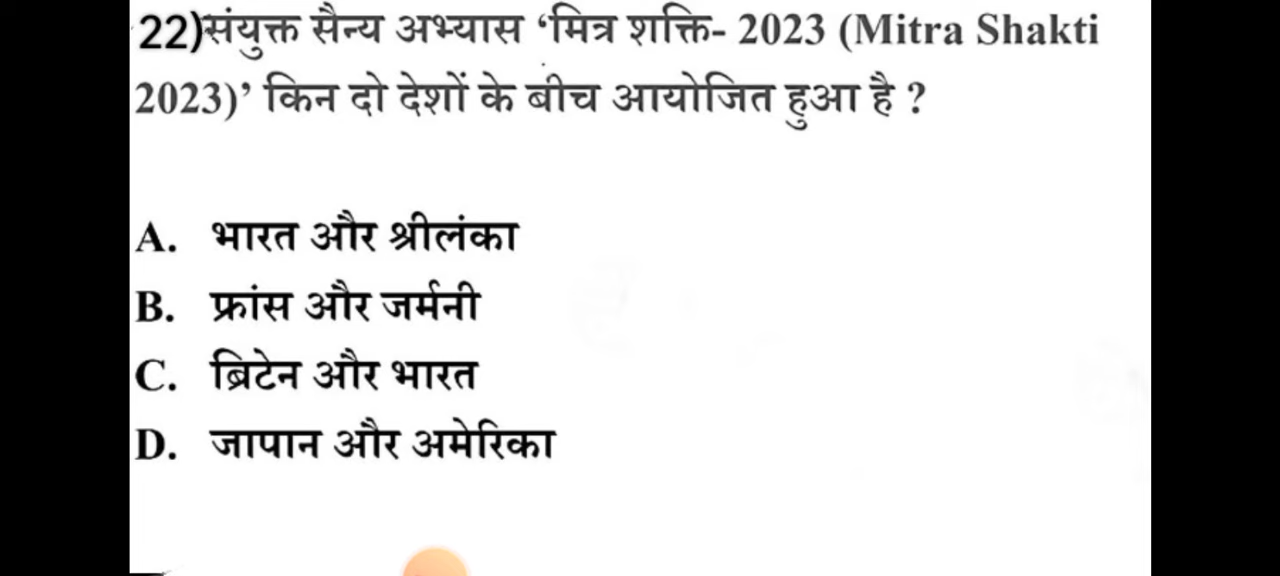 22)संयुक्त सैन्य अभ्यास ‘मित्र शक्ति- 2023 (Mitra Shakti
2023)’ किन दो देशों के बीच आयोजित हुआ है ?
A. भारत और श्रीलंका
B. फ्रांस और जर्मनी
C. ब्रिटेन और भारत
D. जापान और अमेरिका